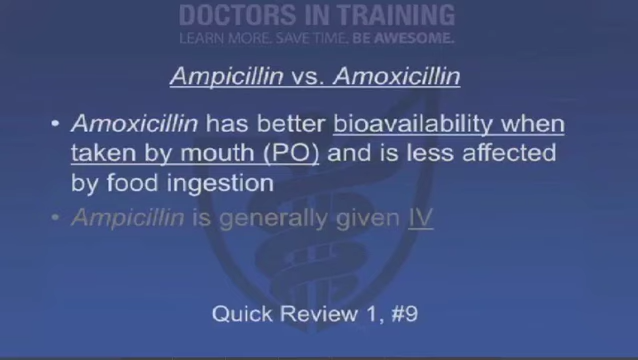 DOCTORS IN TRAINING
LEARN MORE. SAVE TIME. BE AWESOME.
Ampicillin vs. Amoxicillin
• Amoxicillin has better bioavailability when
taken by mouth (PO) and is less affected
by food ingestion
• Ampicillin is generally given IV
Quick Review 1, #9